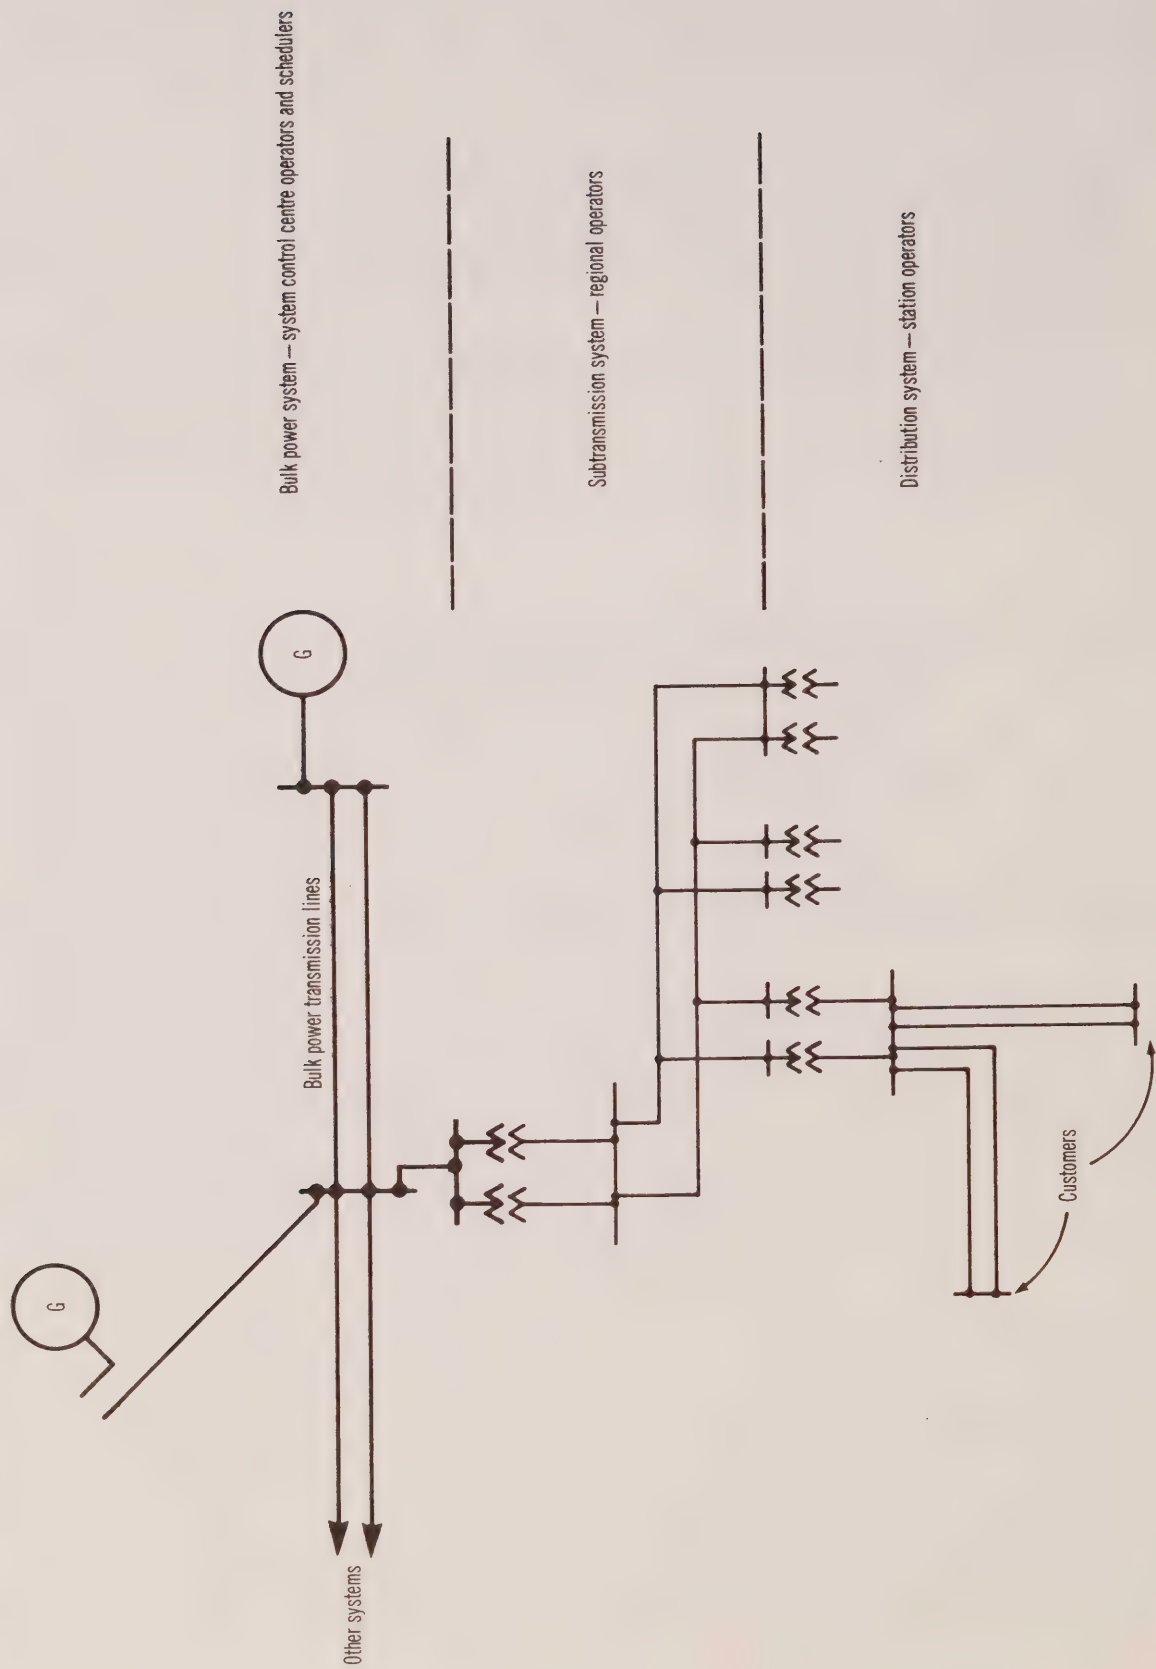 Bulk power system — system control centre operators and schedulers
G
G
Bulk power transmission lines
Other systems
Subtransmission system — regional operators
Distribution system — station operators
Customers